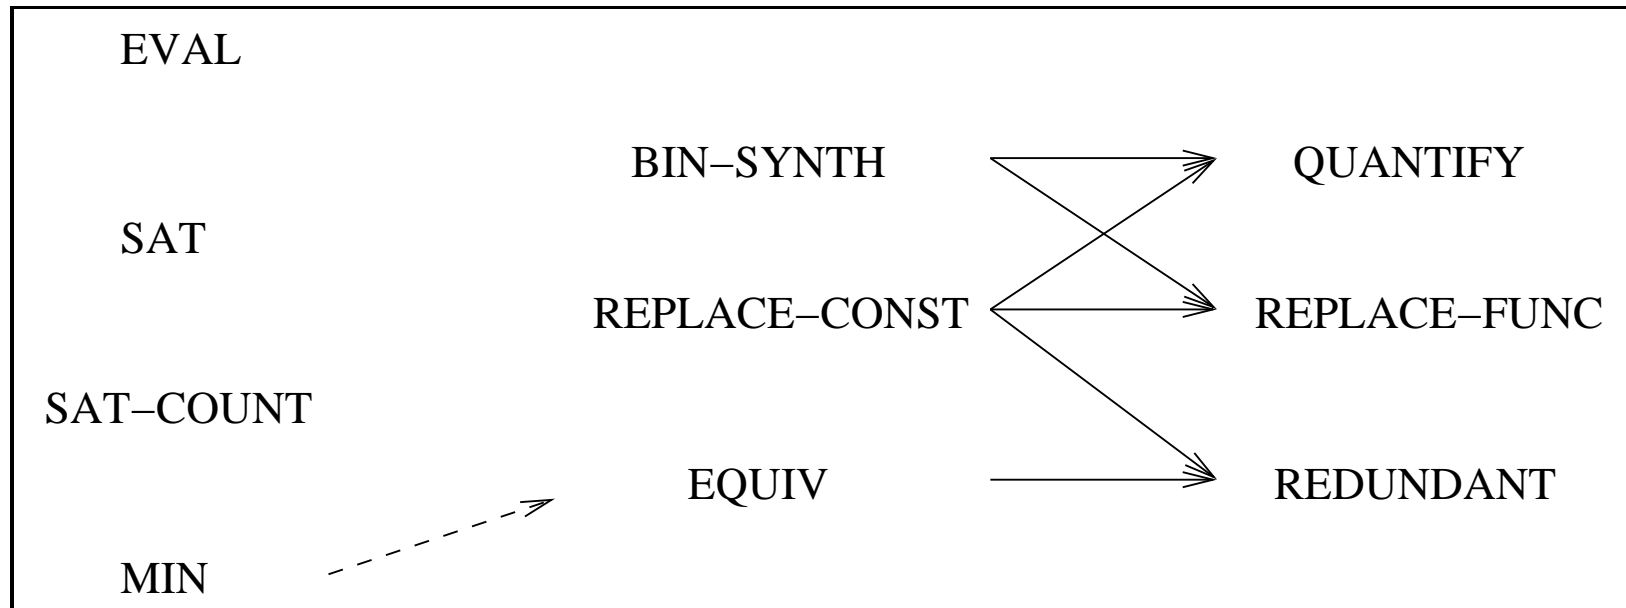 EVAL
BIN–SYNTH
QUANTIFY
SAT
REPLACE–CONST
REPLACE–FUNC
SAT–COUNT
EQUIV
REDUNDANT
MIN